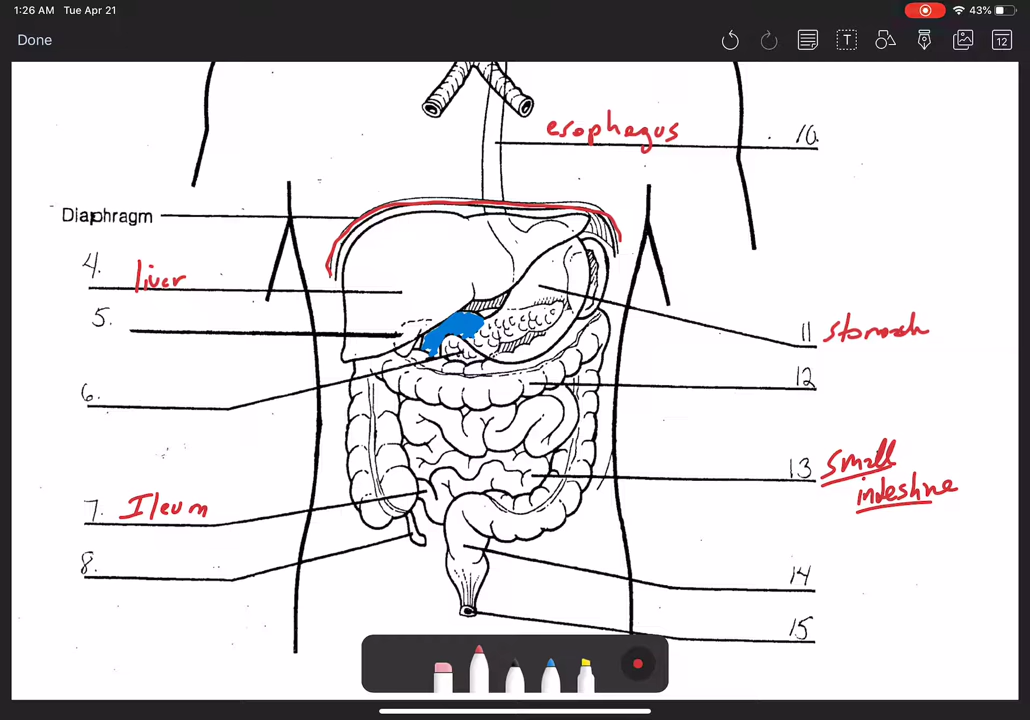 1:26 AM Tue Apr 21
43%
Done
12
esophagus
10.
Diaphragm
4. liver
5.
11 stomach
12
6.
13 small
intestine
7. Ileum
8.
14
15